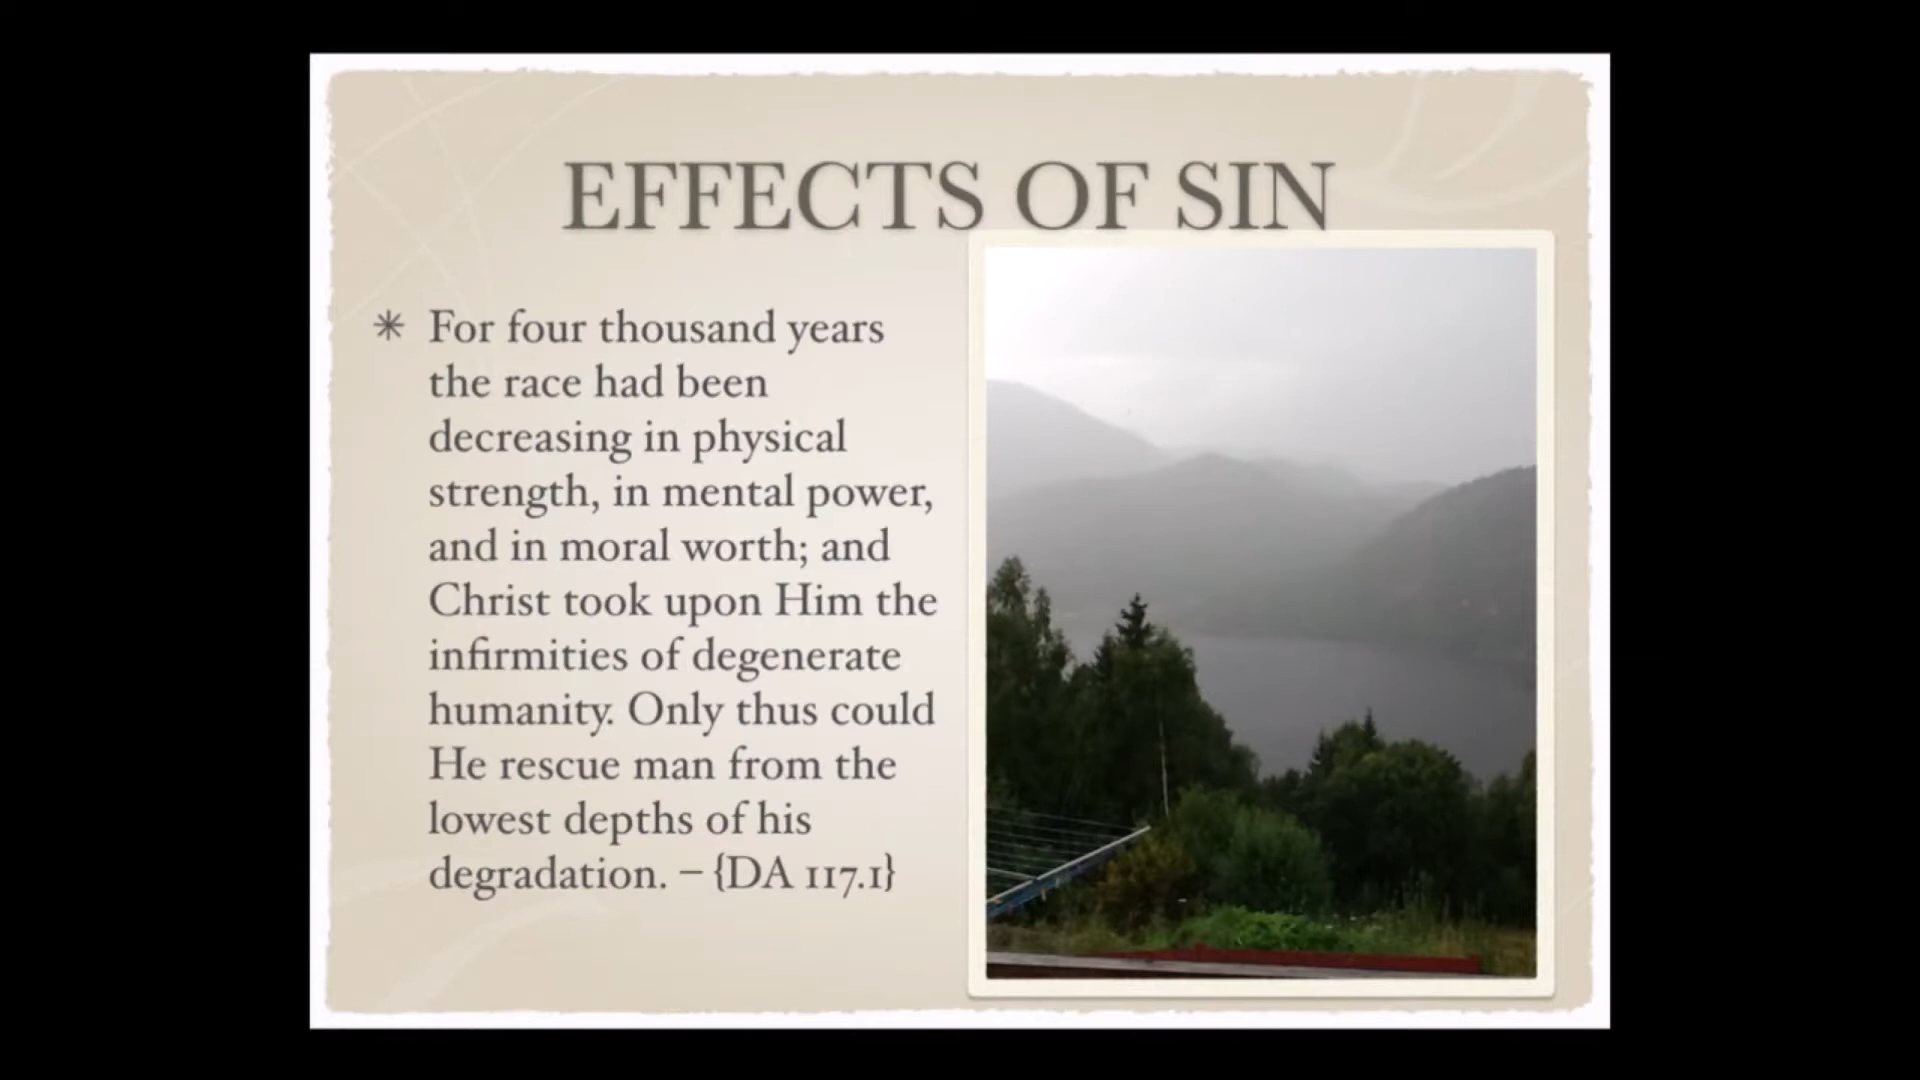 EFFECTS OF SIN
✳ For four thousand years
the race had been
decreasing in physical
strength, in mental power,
and in moral worth; and
Christ took upon Him the
infirmities of degenerate
humanity. Only thus could
He rescue man from the
lowest depths of his
degradation. – {DA 117.1}